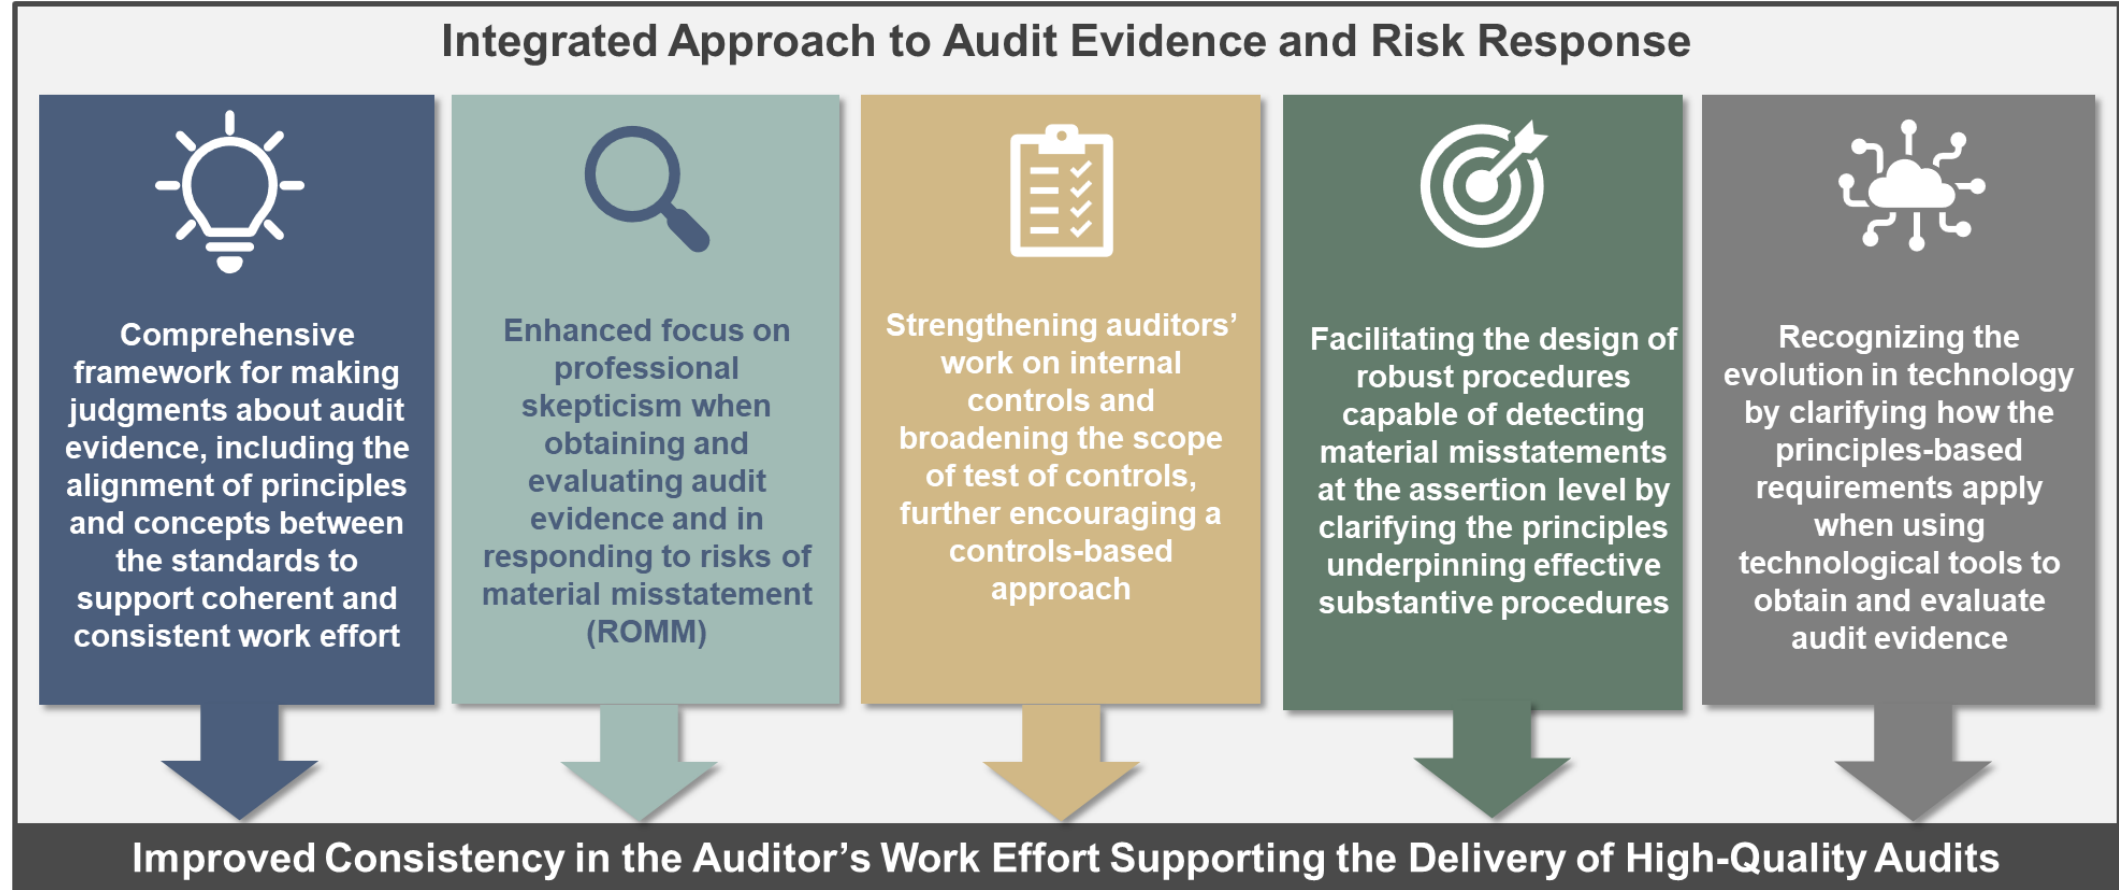 Integrated Approach to Audit Evidence and Risk Response
Comprehensive
framework for making
judgments about audit
evidence, including the
alignment of principles
and concepts between
the standards to
support coherent and
consistent work effort
Enhanced focus on
professional
skepticism when
obtaining and
evaluating audit
evidence and in
responding to risks of
material misstatement
(ROMM)
Strengthening auditors’
work on internal
controls and
broadening the scope
of test of controls,
further encouraging a
controls-based
approach
Facilitating the design of
robust procedures
capable of detecting
material misstatements
at the assertion level by
clarifying the principles
underpinning effective
substantive procedures
Recognizing the
evolution in technology
by clarifying how the
principles-based
requirements apply
when using
technological tools to
obtain and evaluate
audit evidence
Improved Consistency in the Auditor’s Work Effort Supporting the Delivery of High-Quality Audits